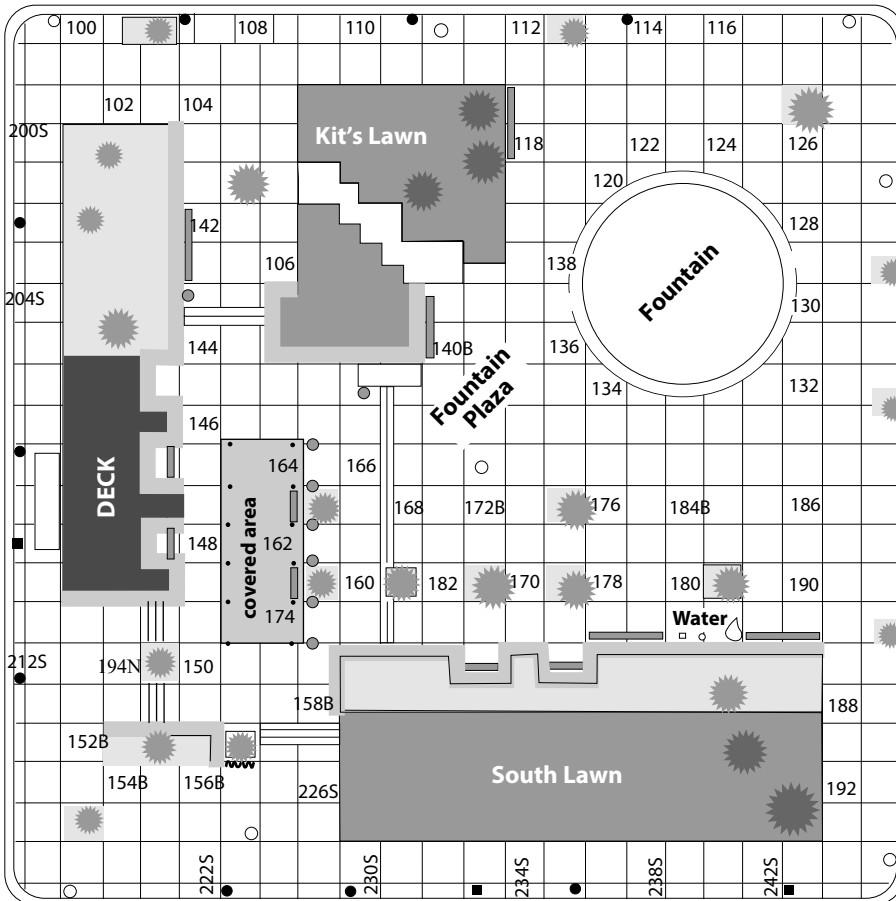 100
108
110
112
114
116
102
104
200S
Kit's Lawn
118
122
124
126
120
142
128
106
138
Fountain
204S
130
144
140B
136
Fountain
Plaza
134
132
146
164
166
DECK
168
172B
176
184B
186
covered area
148
162
160
182
170
178
180
190
174
Water
212S
194N
150
158B
188
152B
154B
156B
South Lawn
226S
192
222S
230S
234S
238S
242S